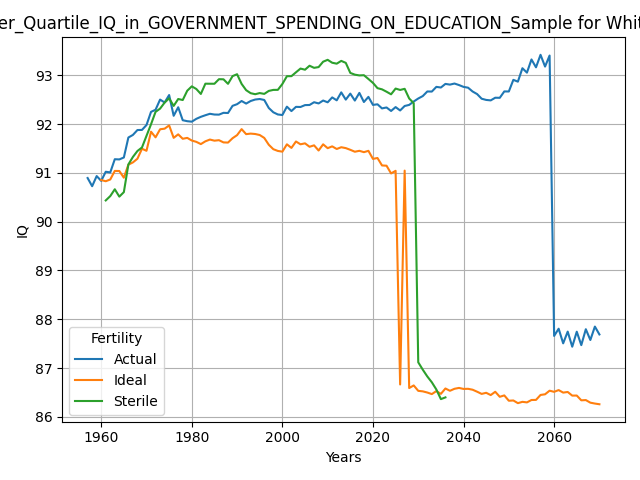 er_Quartile_IQ_in_GOVERNMENT_SPENDING_ON_EDUCATION_Sample for Whit
93
92
91
90
89
88
87
86
IQ
Fertility
Actual
Ideal
Sterile
1960 1980 2000 2020 2040 2060
Years